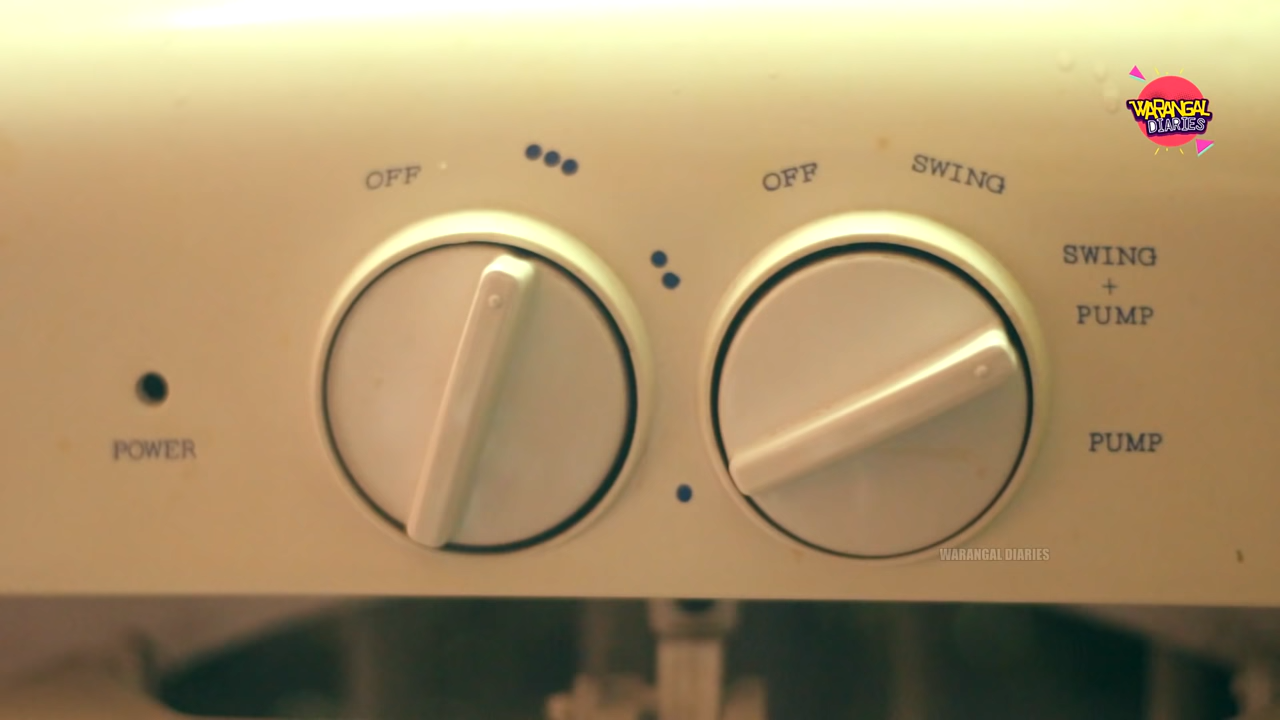 WARANGAL
DIARIES
OFF
OFF
SWING
SWING
+
PUMP
POWER
PUMP
WARANGAL DIARIES